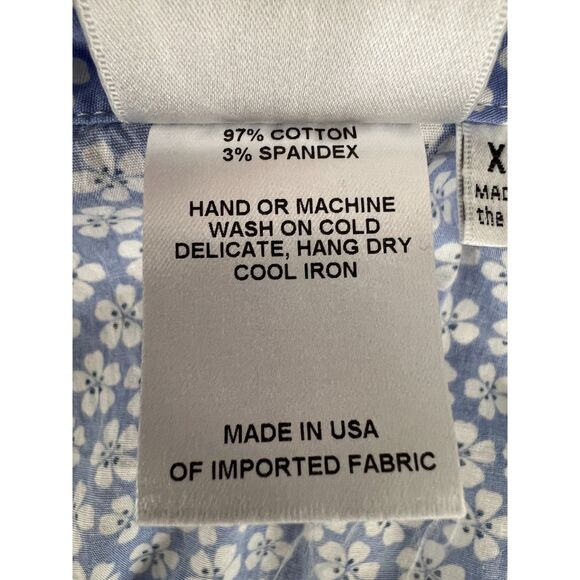 97% COTTON
3% SPANDEX
HAND OR MACHINE
WASH ON COLD
DELICATE, HANG DRY
COOL IRON
MADE IN USA
OF IMPORTED FABRIC
X
the